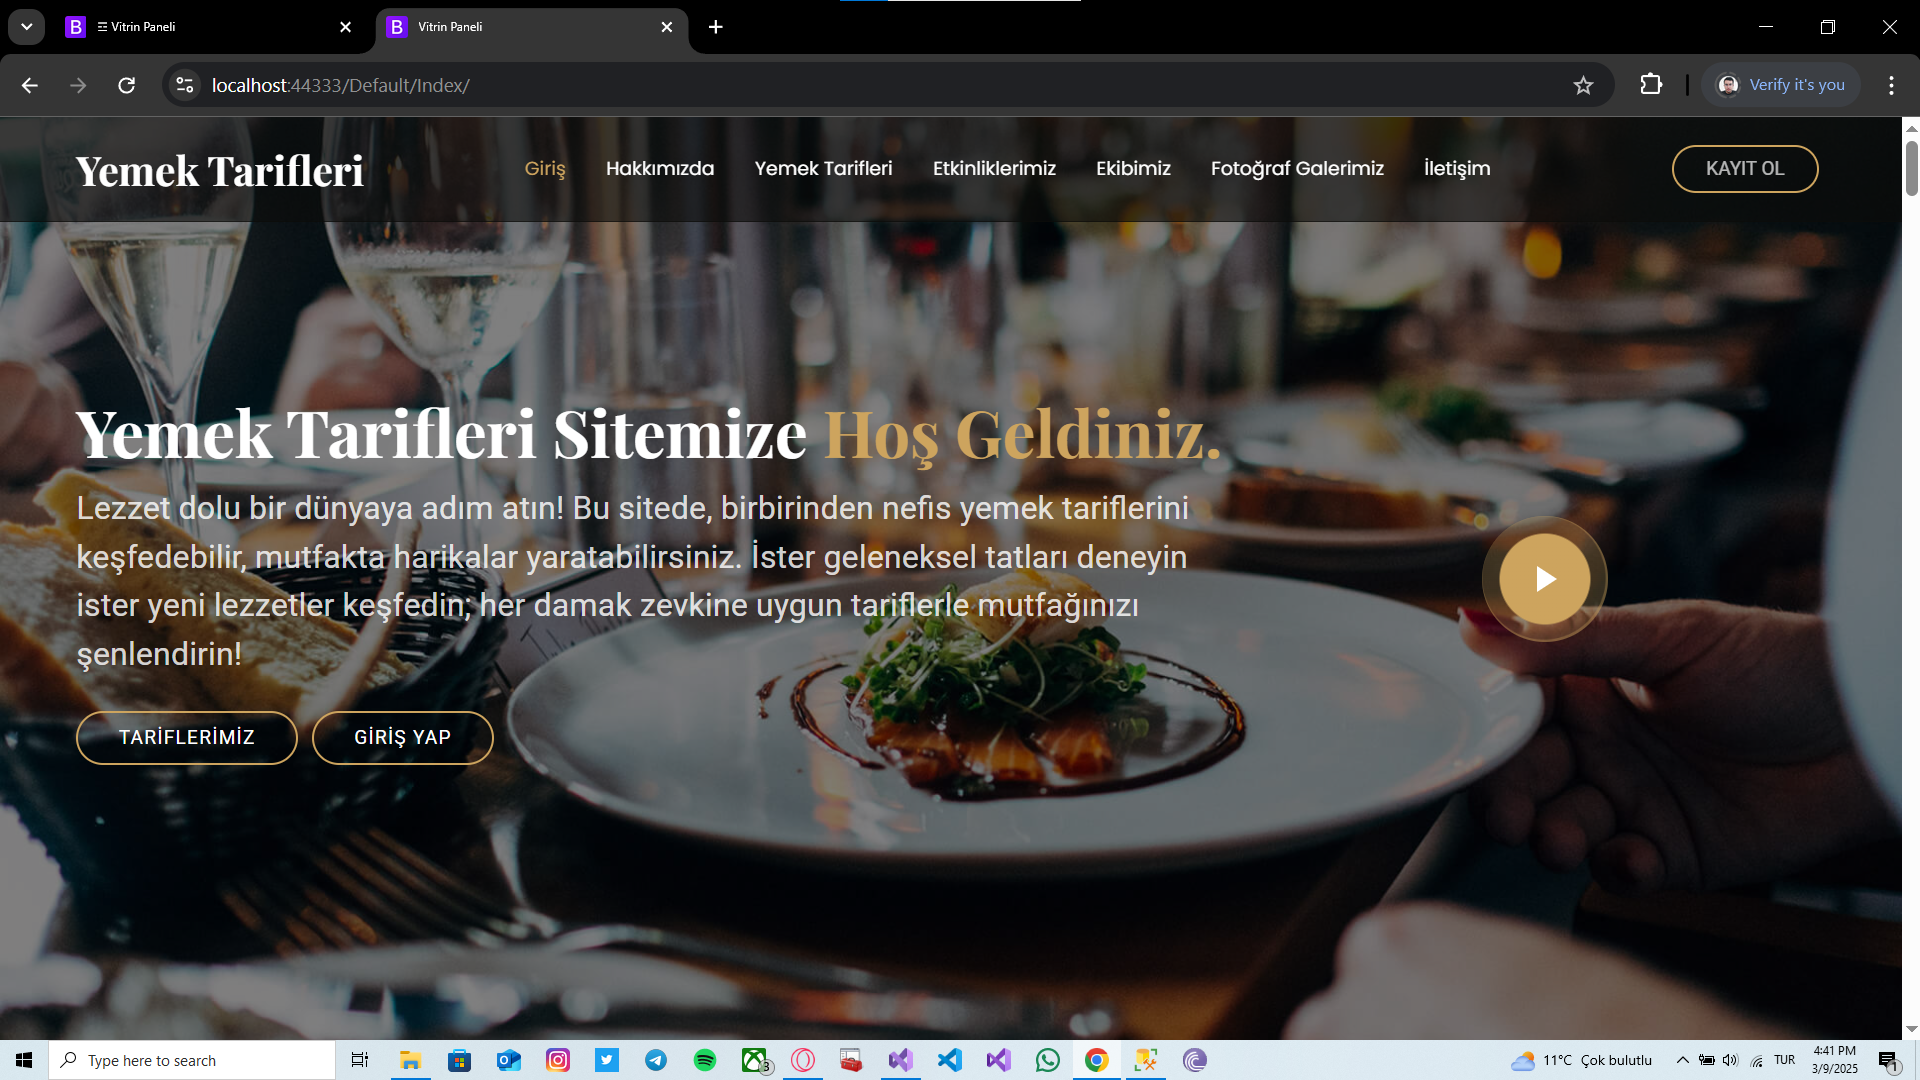 Vitrin Paneli
Vitrin Paneli
localhost:44333/Default/Index/
Verify it's you
Yemek Tarifleri
Giriş
Hakkımızda
Yemek Tarifleri
Etkinliklerimiz
Ekibimiz
Fotoğraf Galerimiz
İletişim
KAYIT OL
Yemek Tarifleri Sitemize Hoş Geldiniz.
Lezzet dolu bir dünyaya adım atın! Bu sitede, birbirinden nefis yemek tariflerini
keşfedebilir, mutfakta harikalar yaratabilirsiniz. İster geleneksel tatları deneyin
ister yeni lezzetler keşfedin; her damak zevkine uygun tariflerle mutfağınızı
şenlendirin!
TARİFLERİMİZ
GİRİŞ YAP
Type here to search
3
11°C Çok bulutlu
TUR
4:41 PM
3/9/2025
1